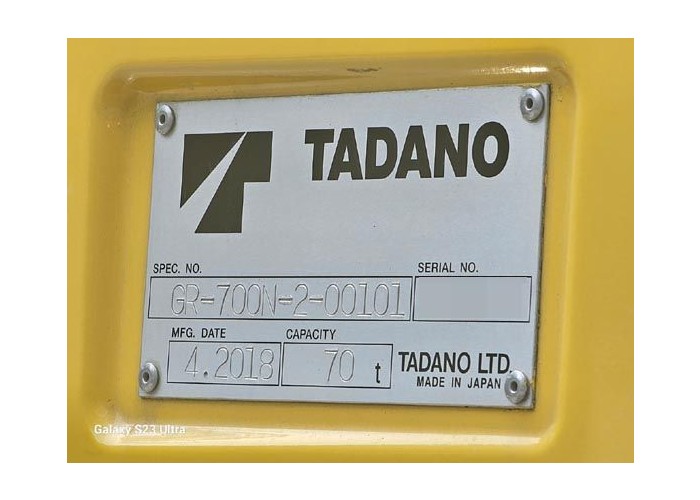 TADANO
SPEC. NO.
SERIAL NO.
GR-700N-2-00101
MFG. DATE
CAPACITY
4.2018
70 t
TADANO LTD.
MADE IN JAPAN
Galaxy S23 Ultra